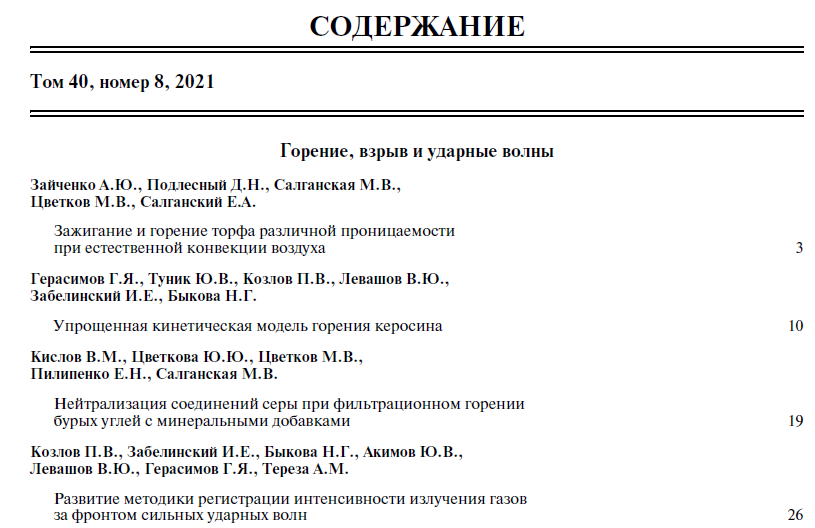 СОДЕРЖАНИЕ
Том 40, номер 8, 2021
Горение, взрыв и ударные волны
Зайченко А.Ю., Подлесный Д.Н., Салганская М.В.,
Цветков М.В., Салганский Е.А.
Зажигание и горение торфа различной проницаемости
при естественной конвекции воздуха 3
Герасимов Г.Я., Туник Ю.В., Козлов П.В., Левашов В.Ю.,
Забелинский И.Е., Быкова Н.Г.
Упрощенная кинетическая модель горения керосина 10
Кислов В.М., Цветкова Ю.Ю., Цветков М.В.,
Пилипенко Е.Н., Салганская М.В.
Нейтрализация соединений серы при фильтрационном горении
бурых углей с минеральными добавками 19
Козлов П.В., Забелинский И.Е., Быкова Н.Г., Акимов Ю.В.,
Левашов В.Ю., Герасимов Г.Я., Тереза А.М.
Развитие методики регистрации интенсивности излучения газов
за фронтом сильных ударных волн 26